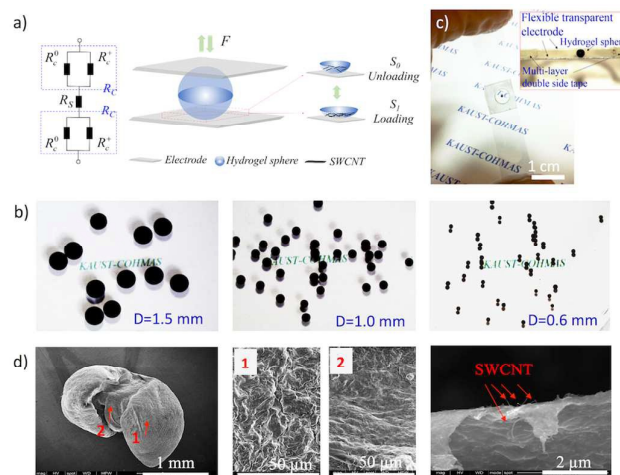 a)
F
R_c^0
R_c^+
R_C
R_S
R_C
R_c^0
R_c^+
S_0
Unloading
S_1
Loading
Electrode
Hydrogel sphere
SWCNT
c)
Flexible transparent
electrode
Hydrogel sphere
Multi-layer
double side tape
KAUST-COHMAS
KAUST-COHMAS
1 cm
b)
KAUST-COHMAS
D=1.5 mm
KAUST-COHMAS
D=1.0 mm
KAUST-COHMAS
D=0.6 mm
d)
2
1
1 mm
1
50 µm
2
50 µm
SWCNT
2 µm